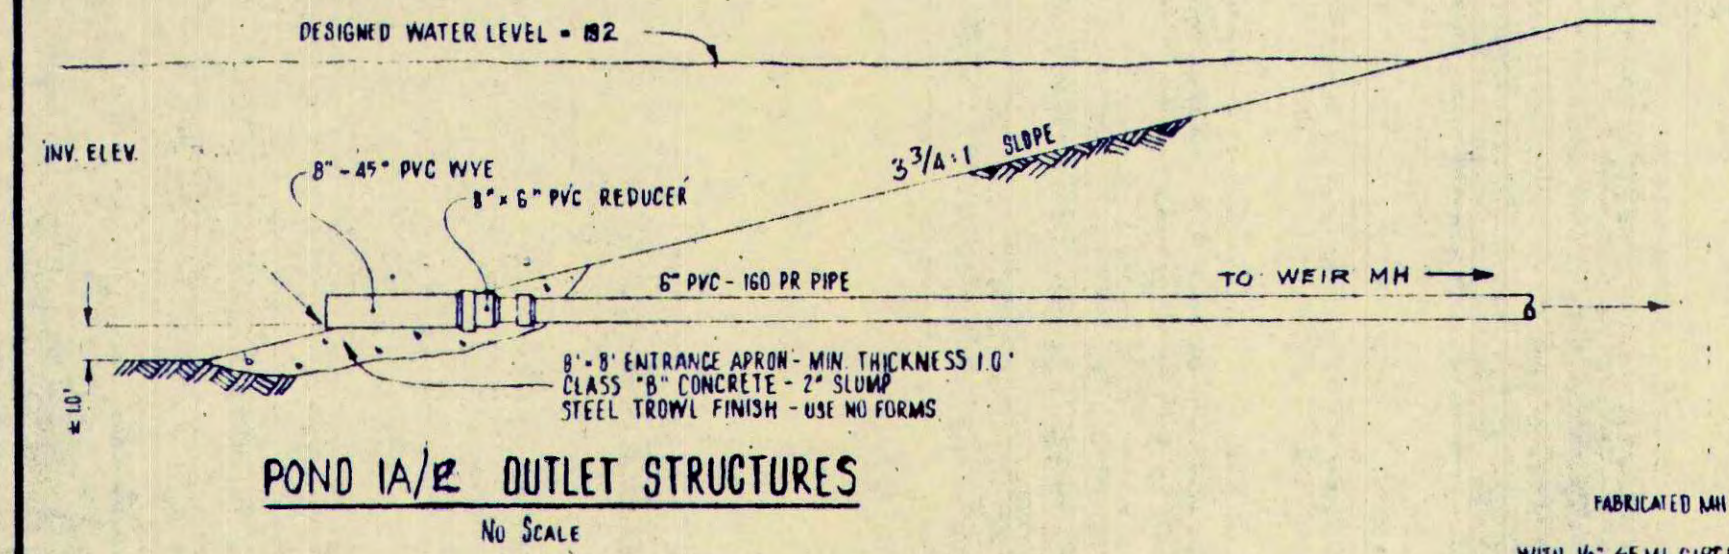 DESIGNED WATER LEVEL =
INV. ELEV.
8" - 45° PVC WYE
8" x 6" PVC REDUCER
3 3/4 : 1 SLOPE
6" PVC - 160 PR PIPE
TO WEIR MH
8' - 8' ENTRANCE APRON - MIN. THICKNESS 1.0'
CLASS "B" CONCRETE - 2" SLUMP
STEEL TROWL FINISH - USE NO FORMS
± 1.0'
POND OUTLET STRUCTURES
NO SCALE
FABRICATED MH
WITH